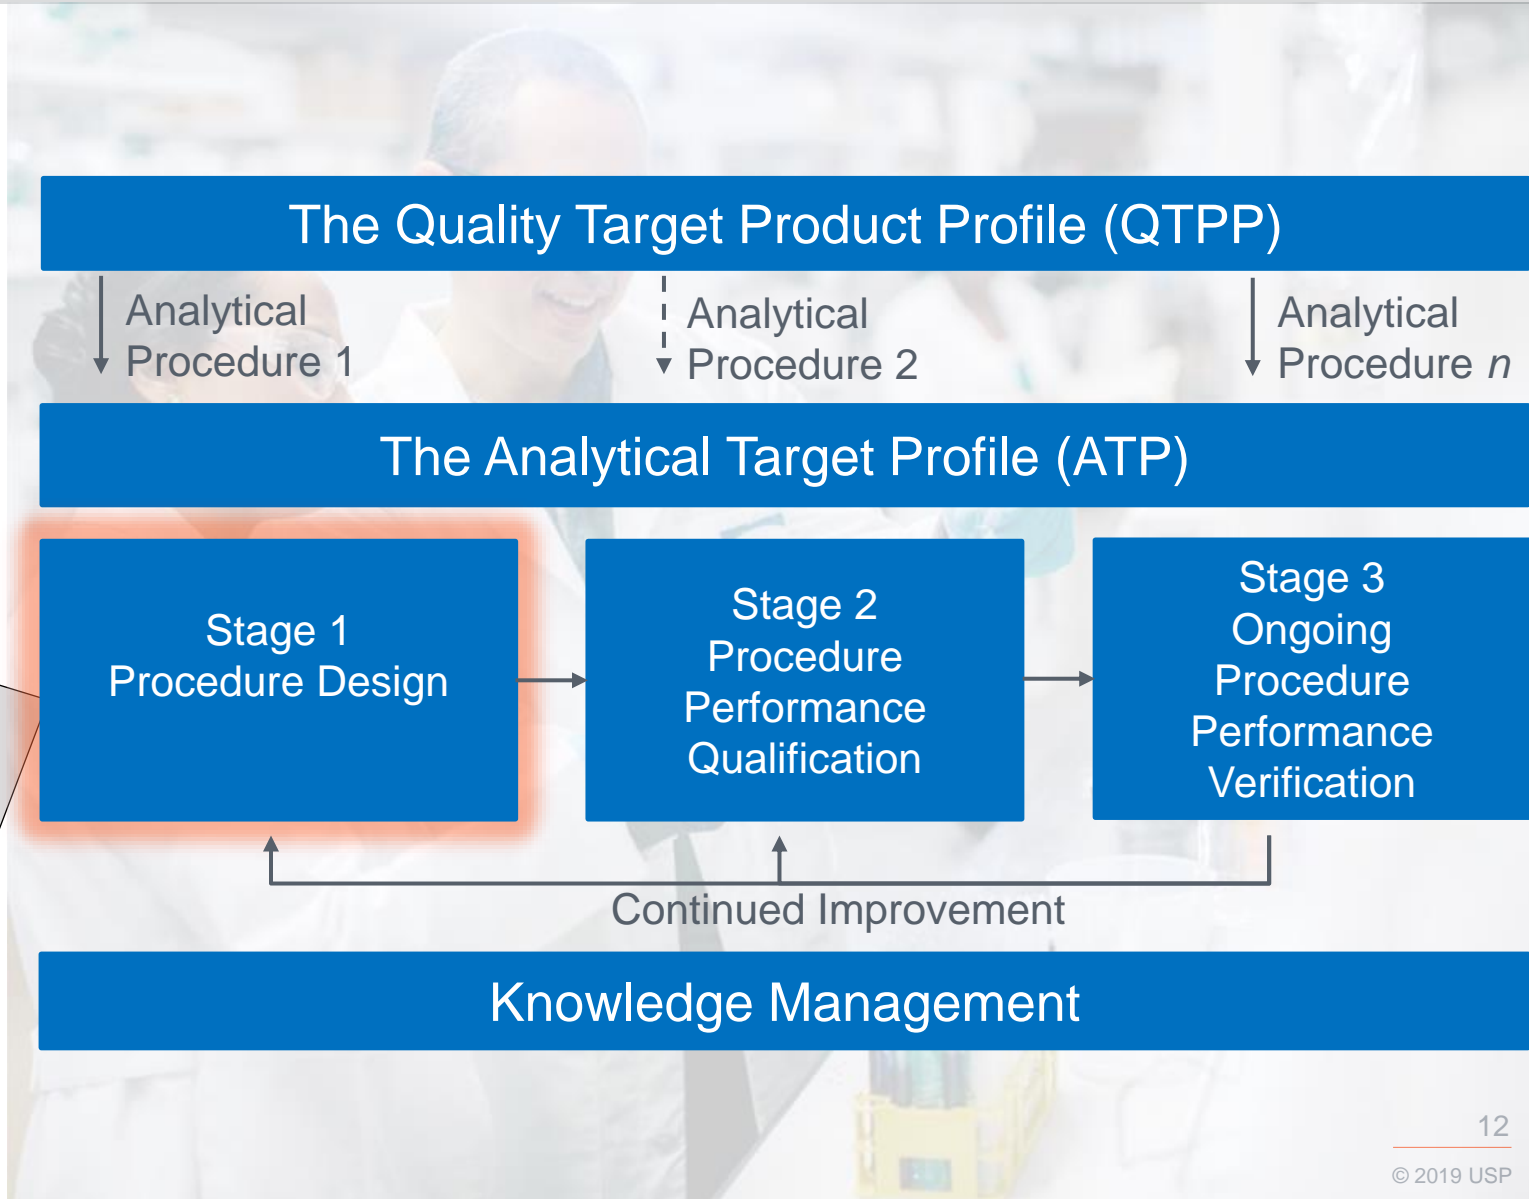 The Quality Target Product Profile (QTPP)
Analytical
Procedure 1
Analytical
Procedure 2
Analytical
Procedure n
The Analytical Target Profile (ATP)
Stage 1
Procedure Design
Stage 2
Procedure
Performance
Qualification
Stage 3
Ongoing
Procedure
Performance
Verification
Continued Improvement
Knowledge Management
12
© 2019 USP